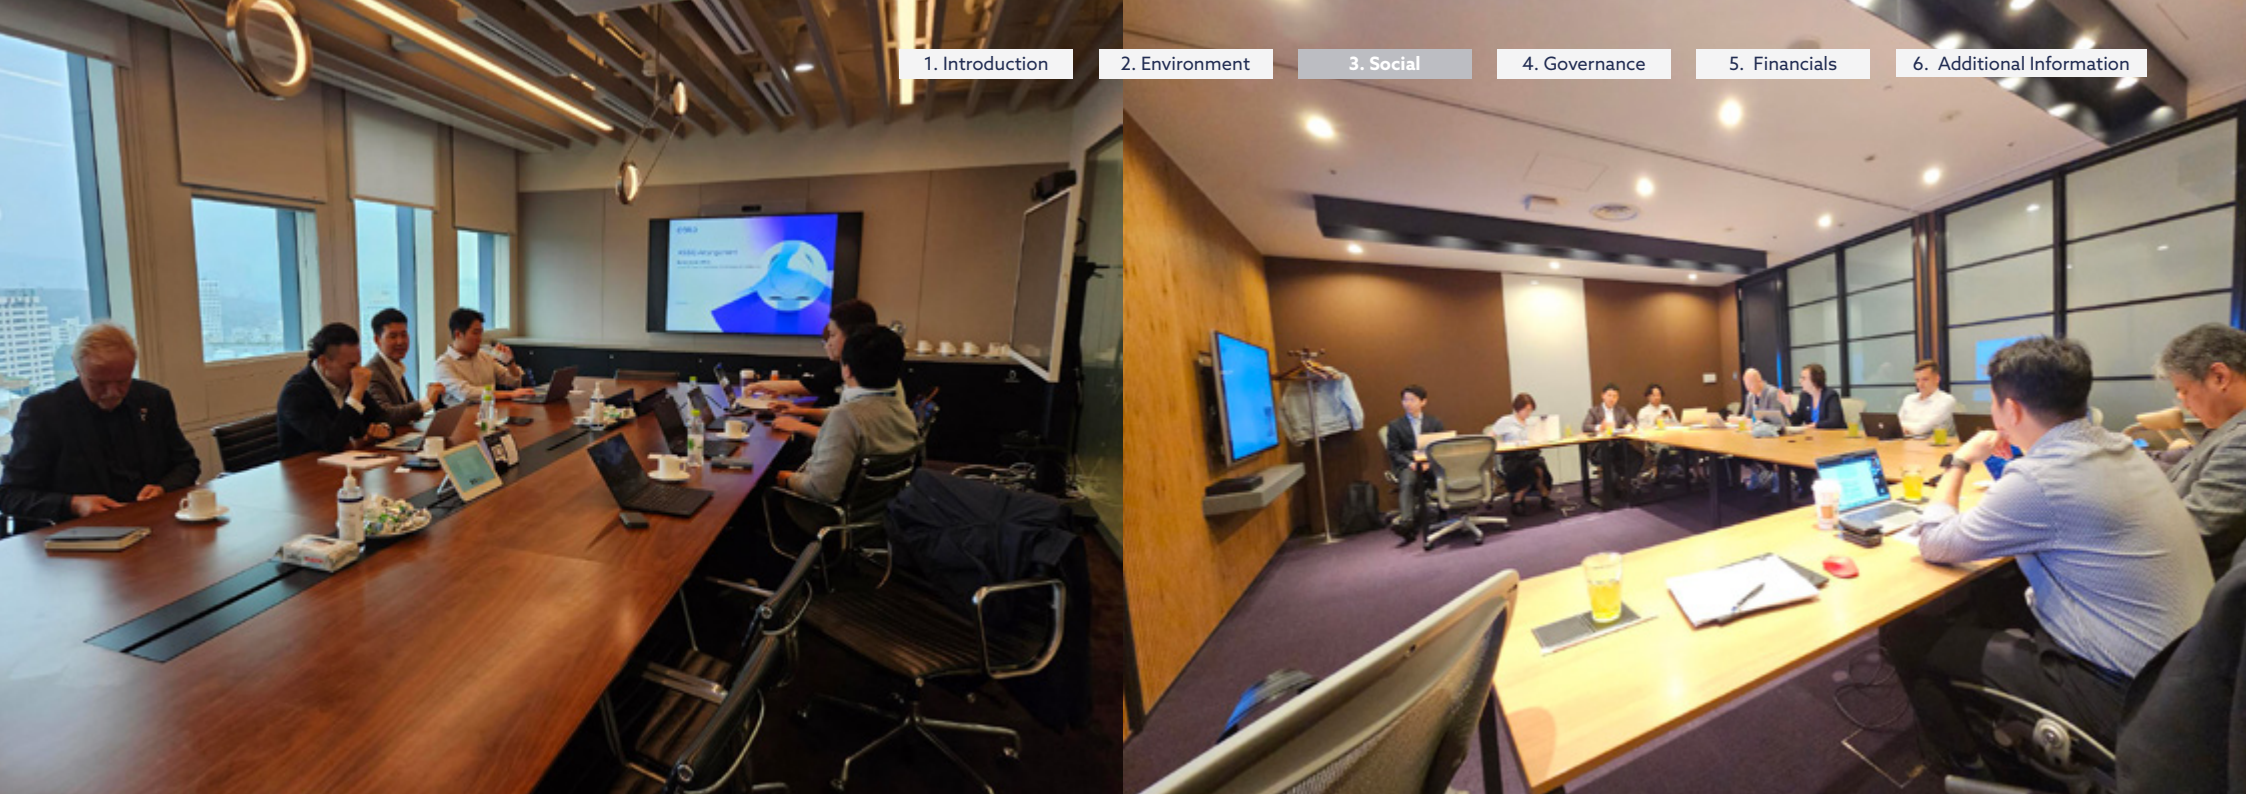 1. Introduction
2. Environment
3. Social
4. Governance
5. Financials
6. Additional Information